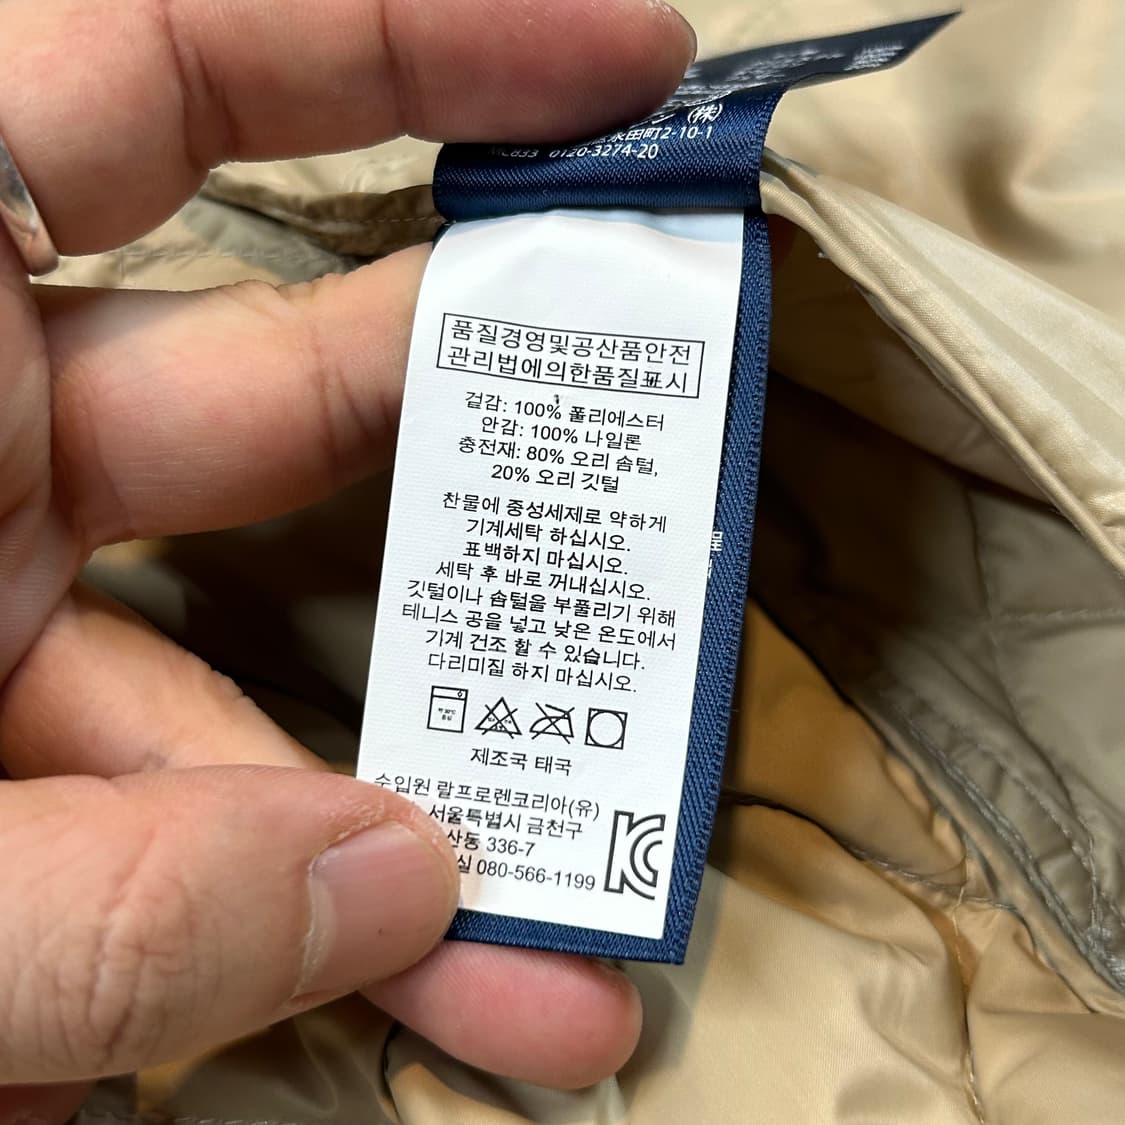 (株)
永田町2-10-1
0120-3274-20
품질경영및공산품안전
관리법에의한품질표시
겉감: 100% 폴리에스터
안감: 100% 나일론
충전재: 80% 오리 솜털,
20% 오리 깃털
찬물에 중성세제로 약하게
기계세탁 하십시오.
표백하지 마십시오.
세탁 후 바로 꺼내십시오.
깃털이나 솜털을 부풀리기 위해
테니스 공을 넣고 낮은 온도에서
기계 건조 할 수 있습니다.
다리미질 하지 마십시오.
제조국 태국
수입원 랄프로렌코리아(유)
서울특별시 금천구
산동 336-7
실 080-566-1199